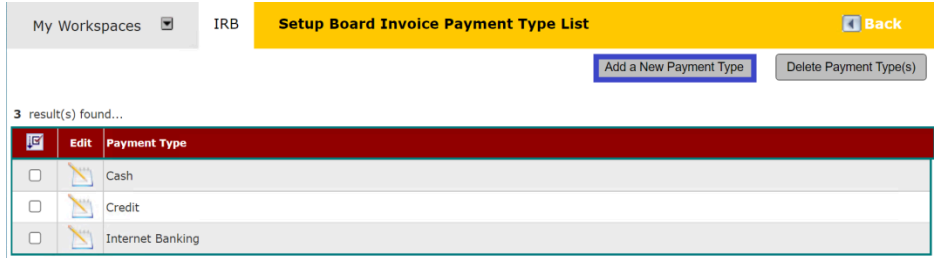 My Workspaces IRB Setup Board Invoice Payment Type List Back
Add a New Payment Type Delete Payment Type(s)
3 result(s) found...
Edit Payment Type
Cash
Credit
Internet Banking